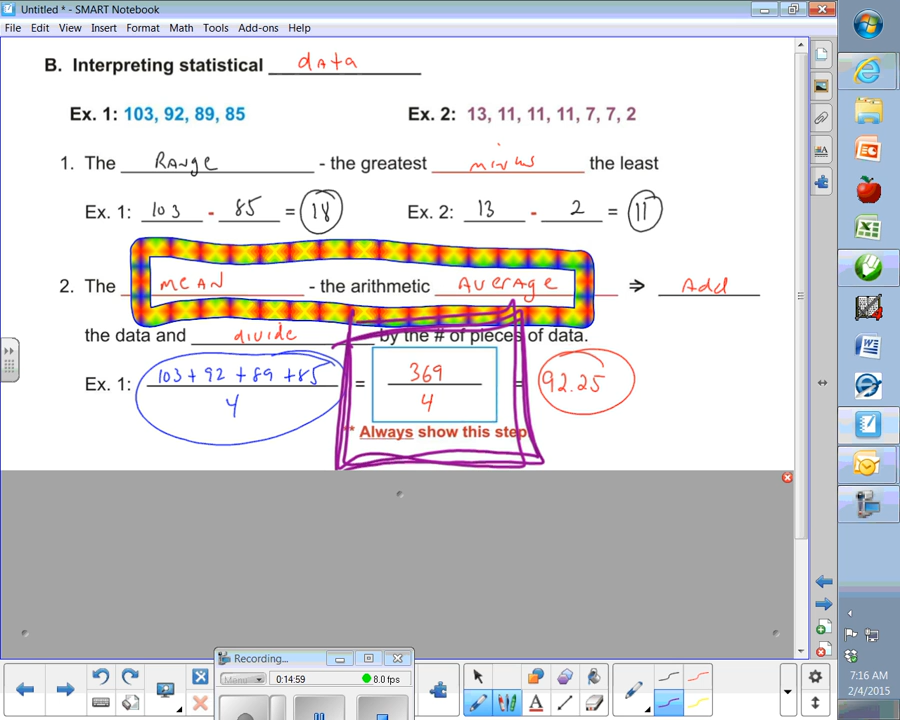 Untitled * - SMART Notebook
File Edit View Insert Format Math Tools Add-ons Help
B. Interpreting statistical data
Ex. 1: 103, 92, 89, 85 Ex. 2: 13, 11, 11, 11, 7, 7, 2
1. The Range - the greatest minus the least
Ex. 1: 103 - 85 = 18 Ex. 2: 13 - 2 = 11
2. The MEAN - the arithmetic AVERAGE ⇒ Add
the data and divide by the # of pieces of data.
Ex. 1: 103 + 92 + 89 + 85 / 4 = 369 / 4 = 92.25
* Always show this step
Recording...
Menu 0:14:59 8.0 fps
7:16 AM
2/4/2015